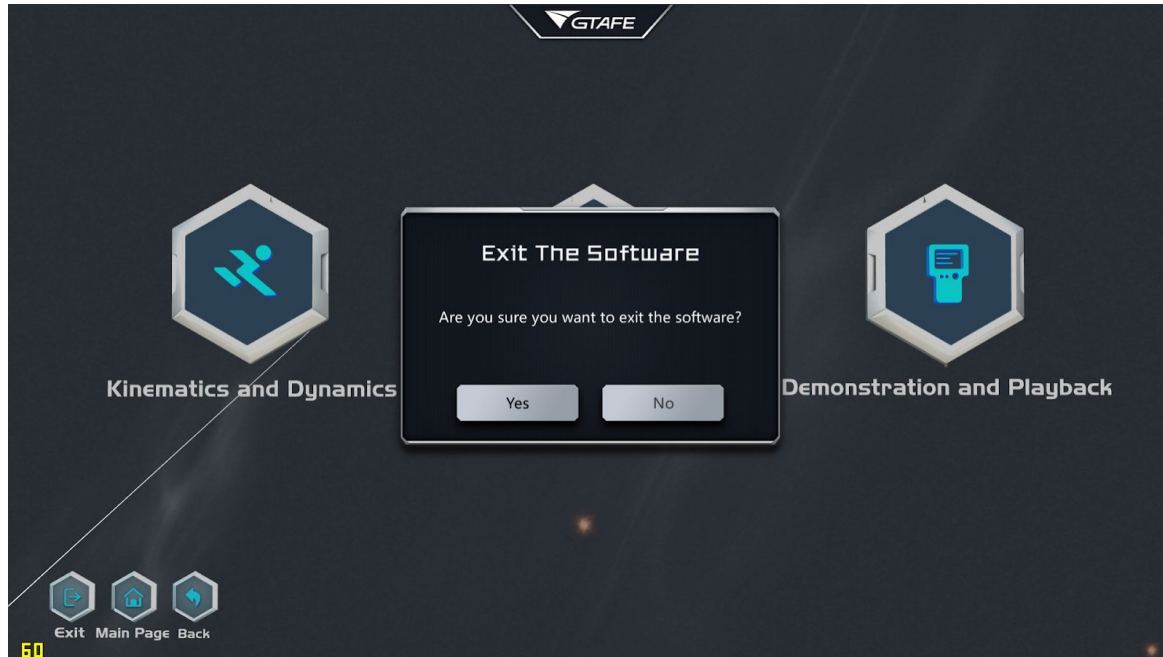 GTAFE
Exit The Software
Are you sure you want to exit the software?
Yes
No
Kinematics and Dynamics
Demonstration and Playback
Exit
Main Page
Back
60